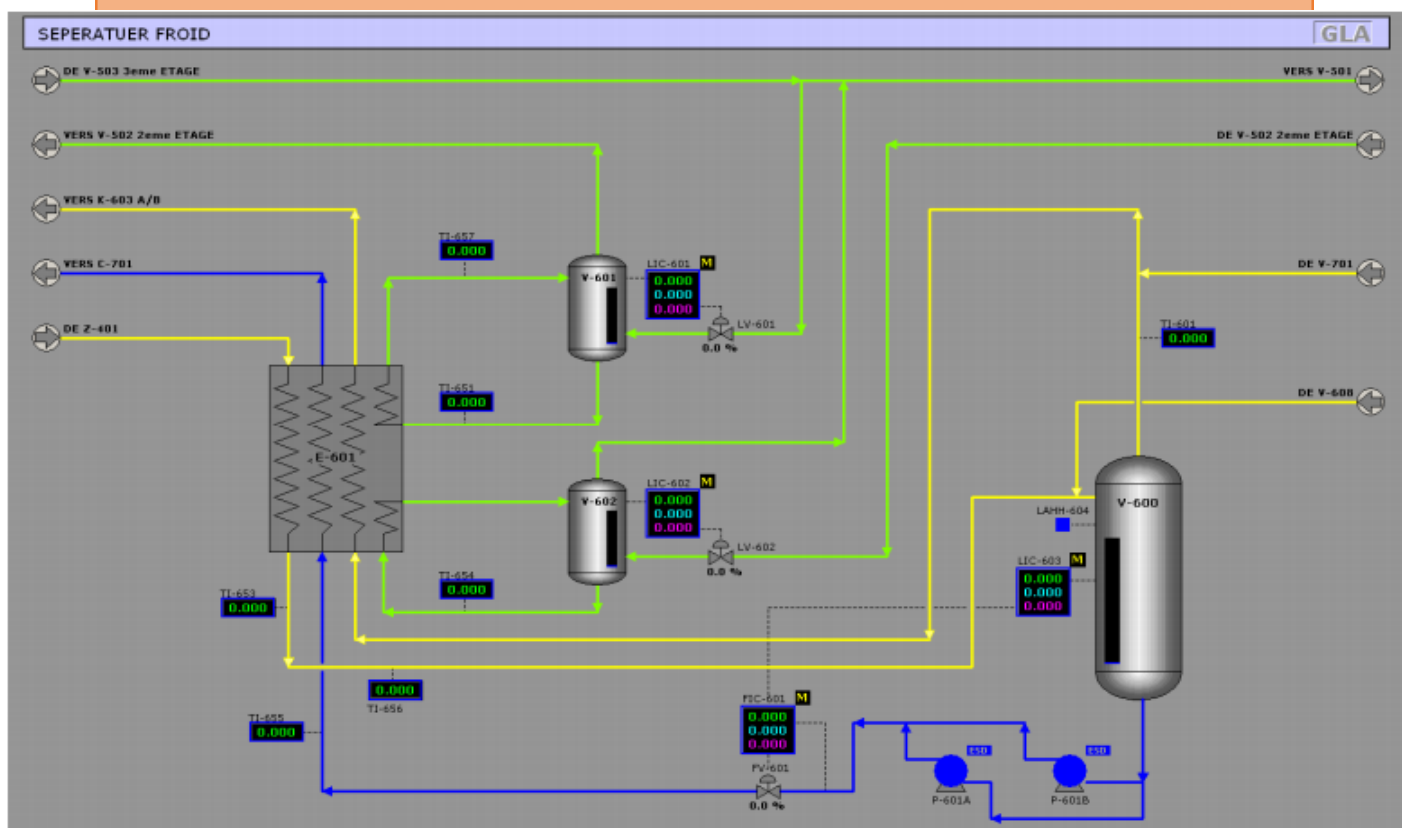 SEPERATUER FROID
GLA
DE V-503 3eme ETAGE
VERS V-501
VERS V-502 2eme ETAGE
DE V-502 2eme ETAGE
VERS K-603 A/B
TI-657
0.000
VERS C-701
V-601
LIC-601
M
0.000
0.000
0.000
DE V-701
DE Z-401
LV-601
0.0 %
TI-601
0.000
TI-651
0.000
DE V-608
E-601
V-602
LIC-602
M
0.000
0.000
0.000
V-600
LAHH-604
LV-602
0.0 %
LIC-603
M
0.000
0.000
0.000
TI-654
0.000
TI-653
0.000
0.000
TI-656
TI-655
0.000
FIC-601
M
0.000
0.000
0.000
FV-601
0.0 %
ESD
ESD
P-601A
P-601B